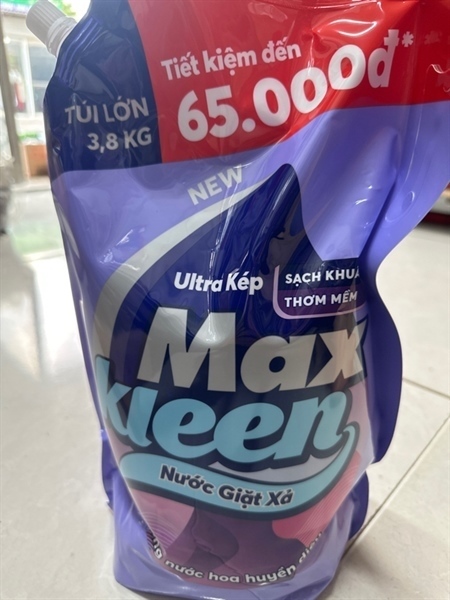 Tiết kiệm đến
65.000đ*
TÚI LỚN
3,8 KG
NEW
Ultra Kép
SẠCH KHUẨ
THƠM MỀM
Max
kleen
Nước Giặt Xả
nước hoa huyền diệu